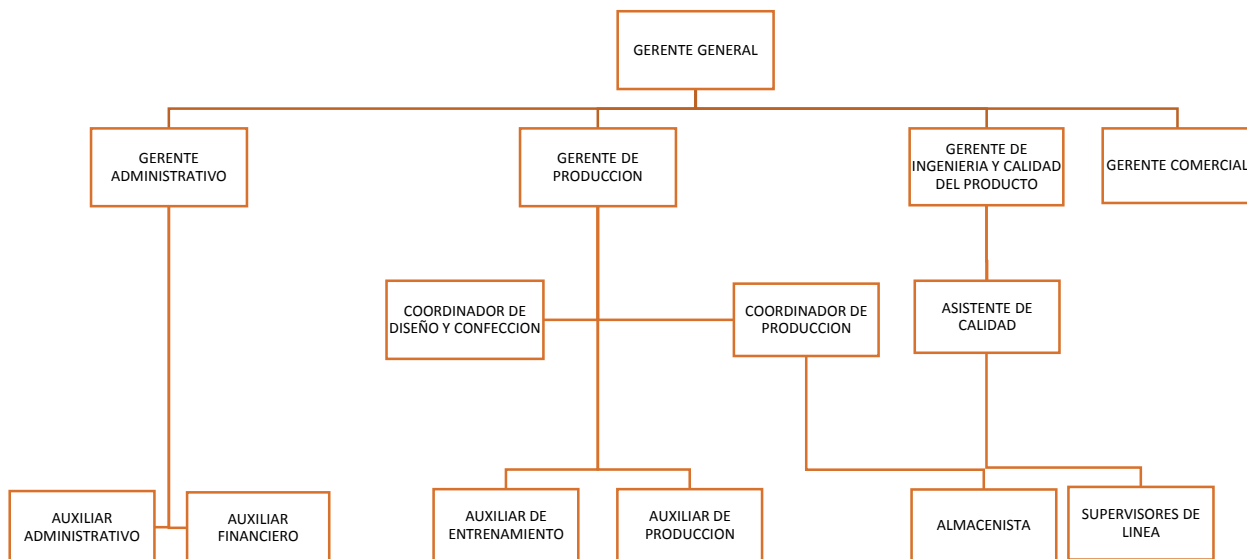 GERENTE GENERAL
GERENTE
ADMINISTRATIVO
GERENTE DE
PRODUCCION
GERENTE DE
INGENIERIA Y CALIDAD
DEL PRODUCTO
GERENTE COMERCIAL
COORDINADOR DE
DISEÑO Y CONFECCION
COORDINADOR DE
PRODUCCION
ASISTENTE DE
CALIDAD
AUXILIAR
ADMINISTRATIVO
AUXILIAR
FINANCIERO
AUXILIAR DE
ENTRENAMIENTO
AUXILIAR DE
PRODUCCION
ALMACENISTA
SUPERVISORES DE
LINEA